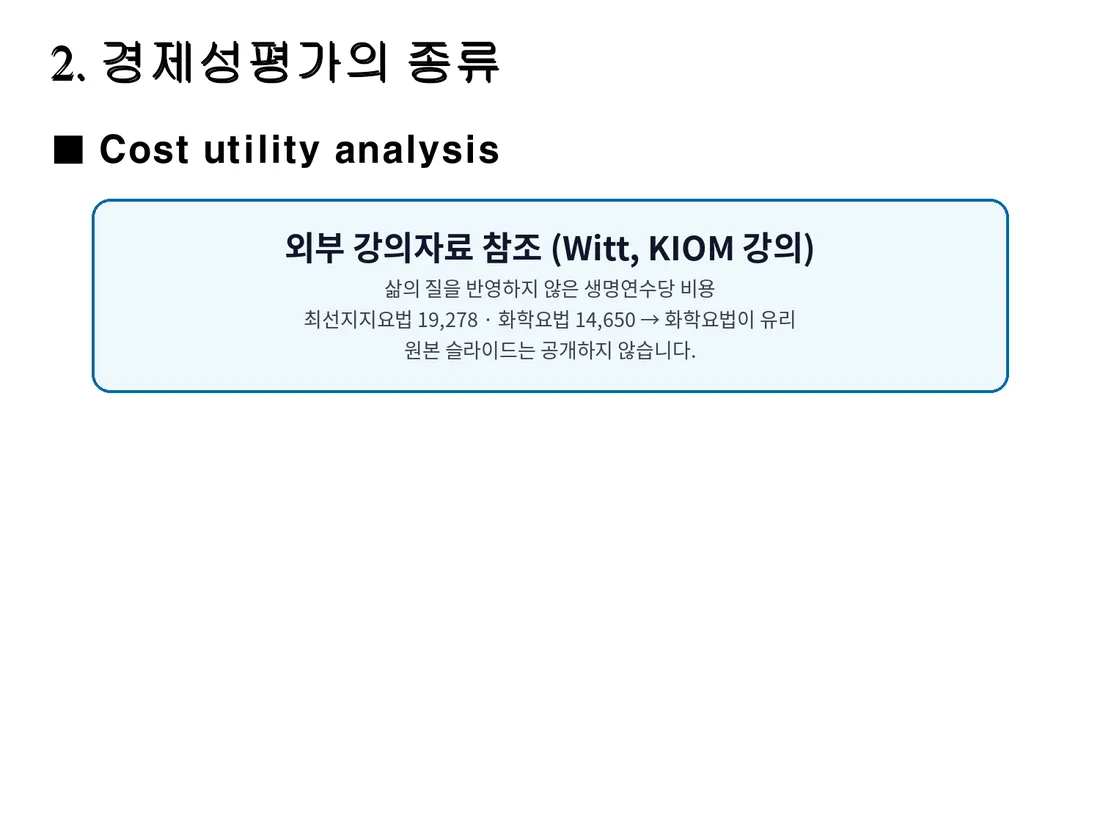 2. 경제성평가의 종류
■ Cost utility analysis
외부 강의자료 참조 (Witt, KIOM 강의)
삶의 질을 반영하지 않은 생명연수당 비용
최선지지요법 19,278 · 화학요법 14,650 → 화학요법이 유리
원본 슬라이드는 공개하지 않습니다.